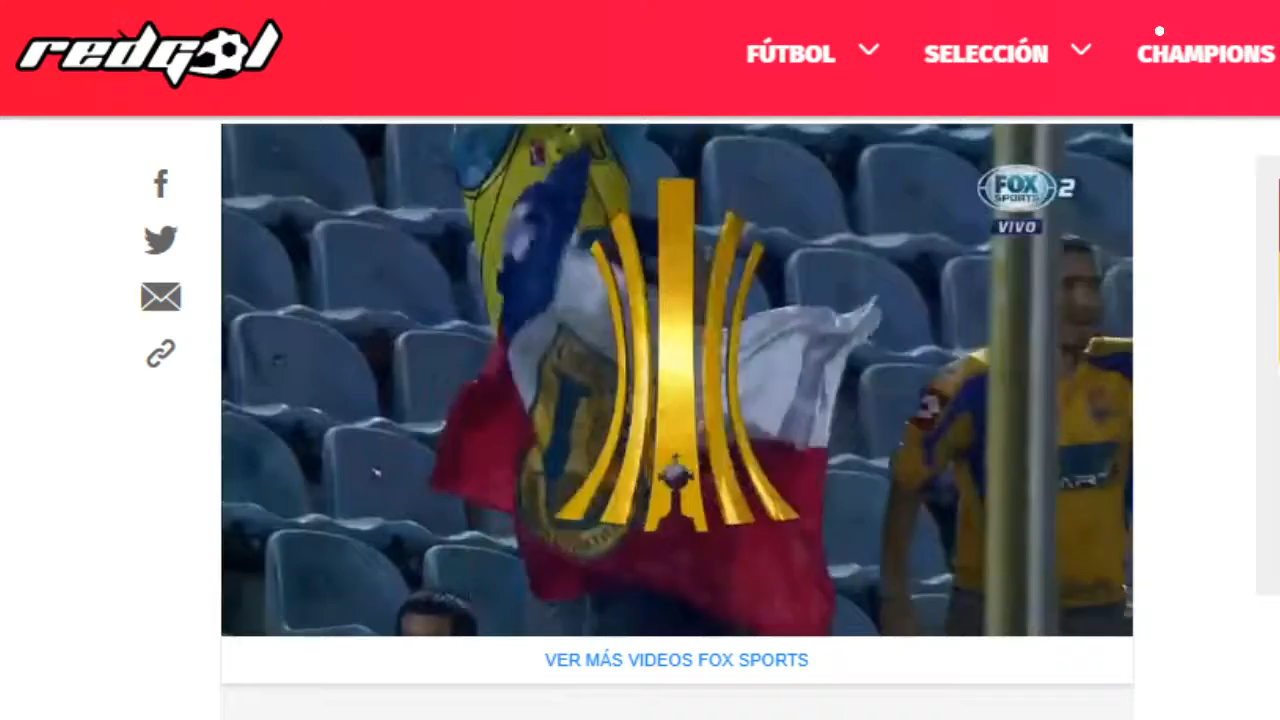 redgol
FÚTBOL
SELECCIÓN
CHAMPIONS
FOX
SPORTS 2
VIVO
VER MÁS VIDEOS FOX SPORTS